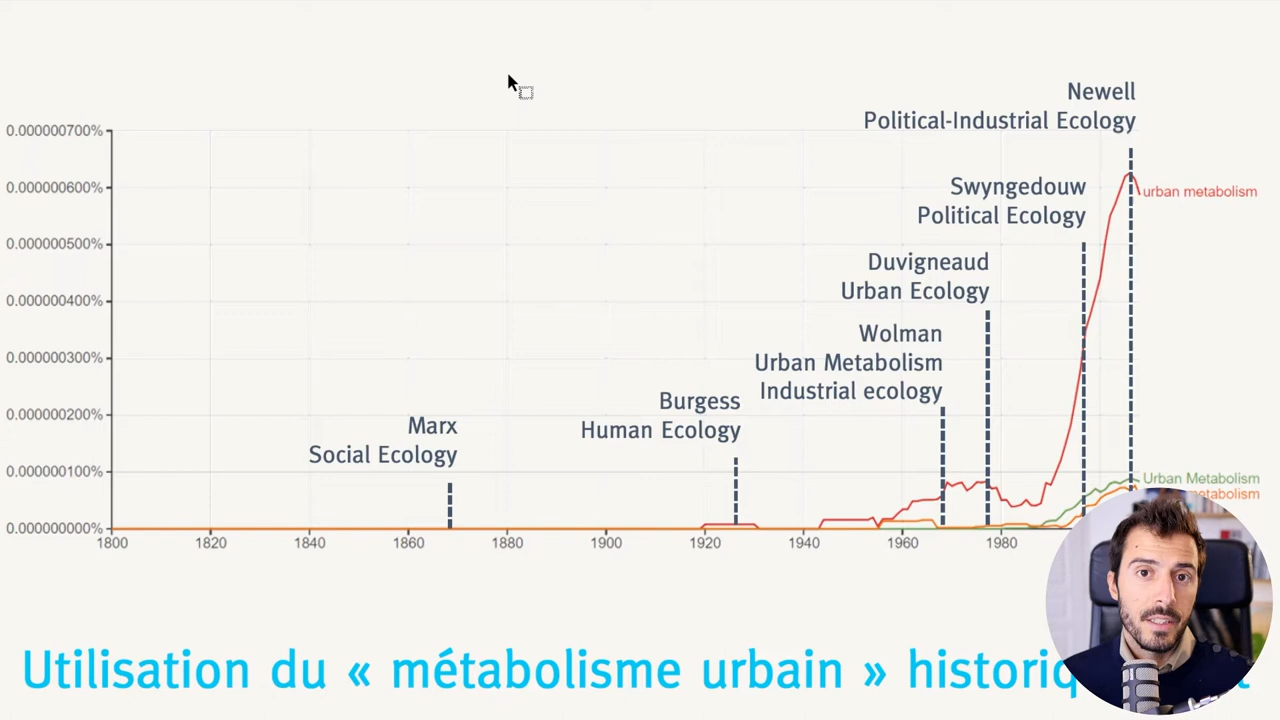 Newell
Political-Industrial Ecology
0.000000700%
Swyngedouw
Political Ecology
0.000000600%
urban metabolism
0.000000500%
Duvigneaud
Urban Ecology
0.000000400%
Wolman
Urban Metabolism
Industrial ecology
0.000000300%
Burgess
Human Ecology
0.000000200%
Marx
Social Ecology
0.000000100%
Urban Metabolism
metabolism
0.000000000%
1800 1820 1840 1860 1880 1900 1920 1940 1960 1980
Utilisation du « métabolisme urbain »